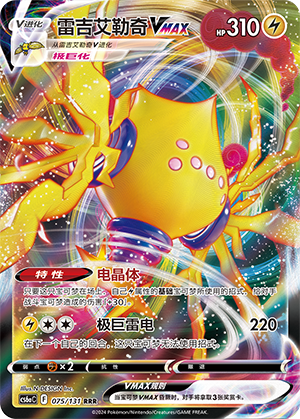 V进化
雷吉艾勒奇VMAX
HP310
从雷吉艾勒奇V进化
极巨化
特性 电晶体
只要这只宝可梦在场上,自己的属性的基础宝可梦所使用的招式,给对手
战斗宝可梦造成的伤害「+30」。
极巨雷电 220
在下一个自己的回合,这只宝可梦无法使用招式。
弱点 ×2 抵抗力 撤退
Illus. N-DESIGN Inc.
VMAX规则
cs6aC F 075/131 RRR
当宝可梦VMAX昏厥时,对手将拿取3张奖赏卡。
©2024 Pokémon/Nintendo/Creatures/GAME FREAK.